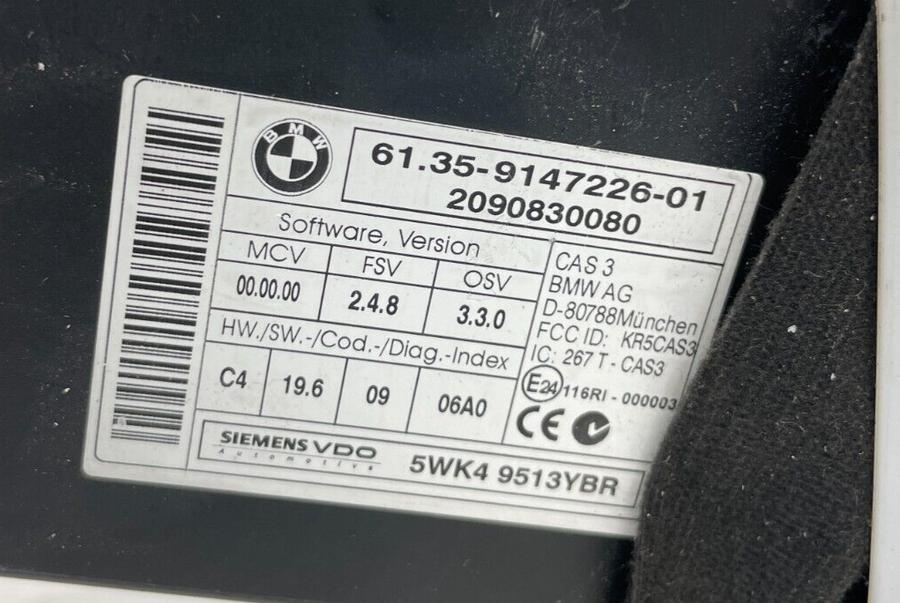 BMW
61.35-9147226-01
2090830080
Software, Version
MCV FSV OSV
00.00.00 2.4.8 3.3.0
HW./SW.-/Cod.-/Diag.-Index
C4 19.6 09 06A0
CAS 3
BMW AG
D-80788München
FCC ID: KR5CAS3
IC: 267 T - CAS3
E24 116RI - 000003
CE
SIEMENS VDO
Automotive
5WK4 9513YBR